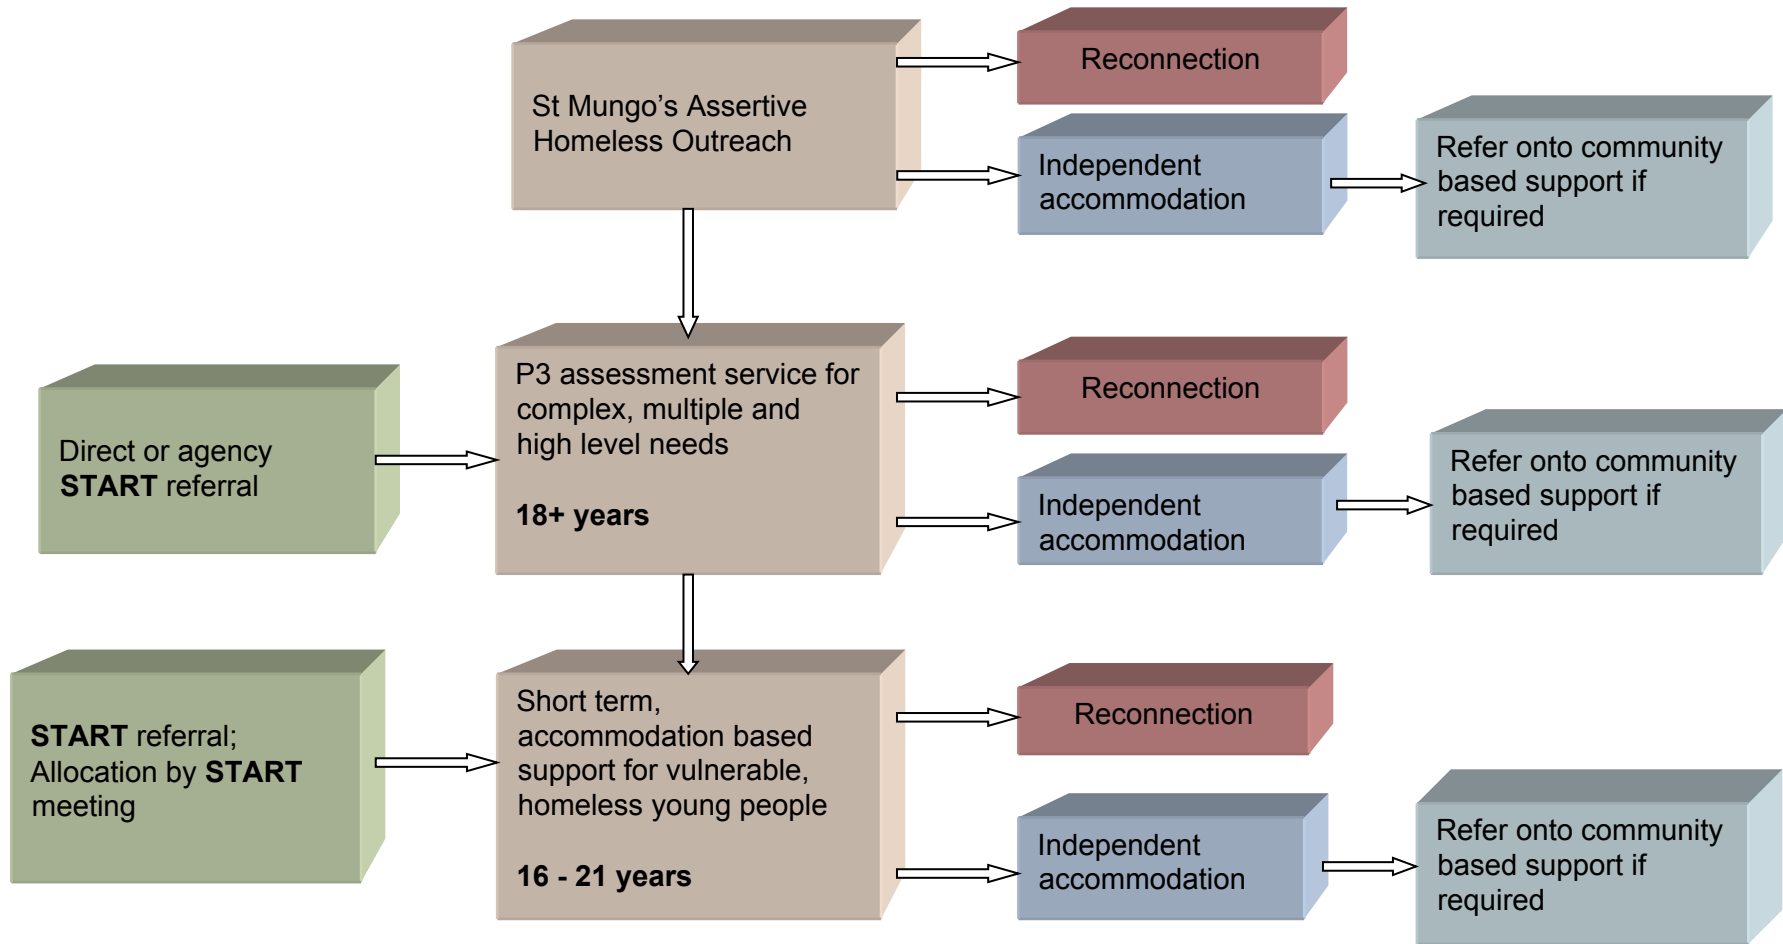 St Mungo’s Assertive
Homeless Outreach
Reconnection
Independent
accommodation
Refer onto community
based support if
required
Direct or agency
START referral
P3 assessment service for
complex, multiple and
high level needs
18+ years
Reconnection
Independent
accommodation
Refer onto community
based support if
required
START referral;
Allocation by START
meeting
Short term,
accommodation based
support for vulnerable,
homeless young people
16 - 21 years
Reconnection
Independent
accommodation
Refer onto community
based support if
required